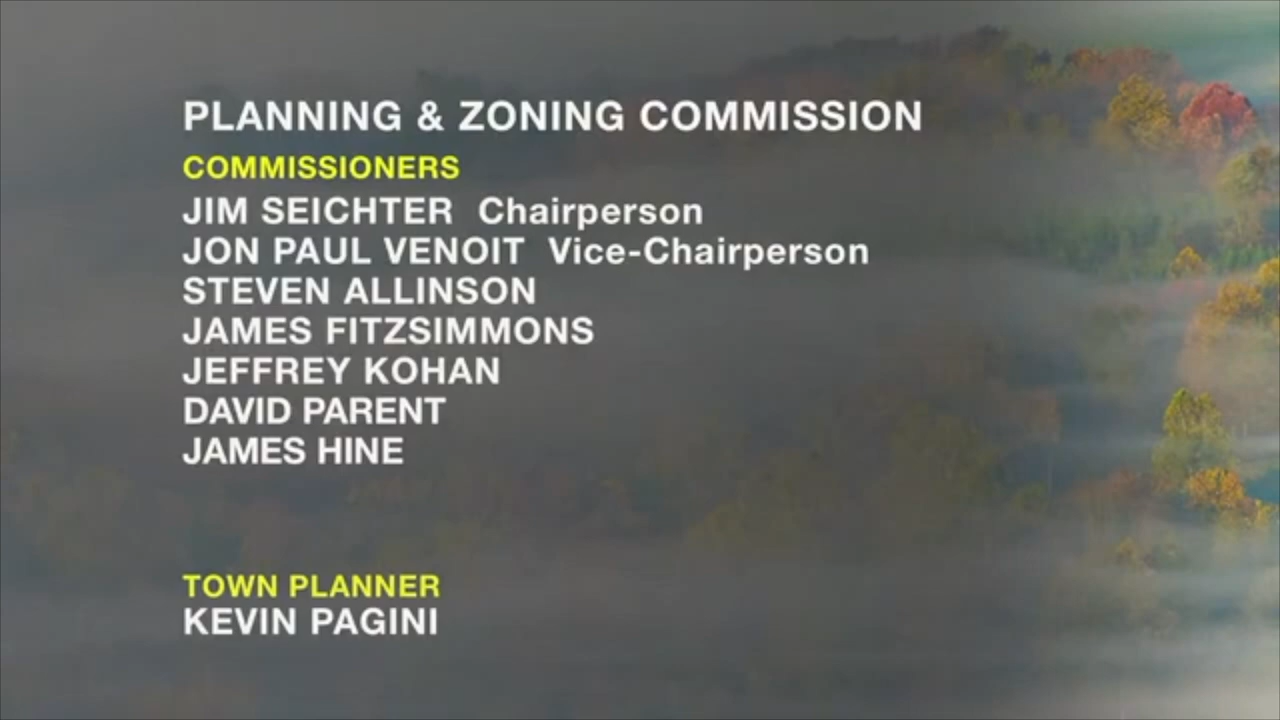 PLANNING & ZONING COMMISSION
COMMISSIONERS
JIM SEICHTER Chairperson
JON PAUL VENOIT Vice-Chairperson
STEVEN ALLINSON
JAMES FITZSIMMONS
JEFFREY KOHAN
DAVID PARENT
JAMES HINE
TOWN PLANNER
KEVIN PAGINI